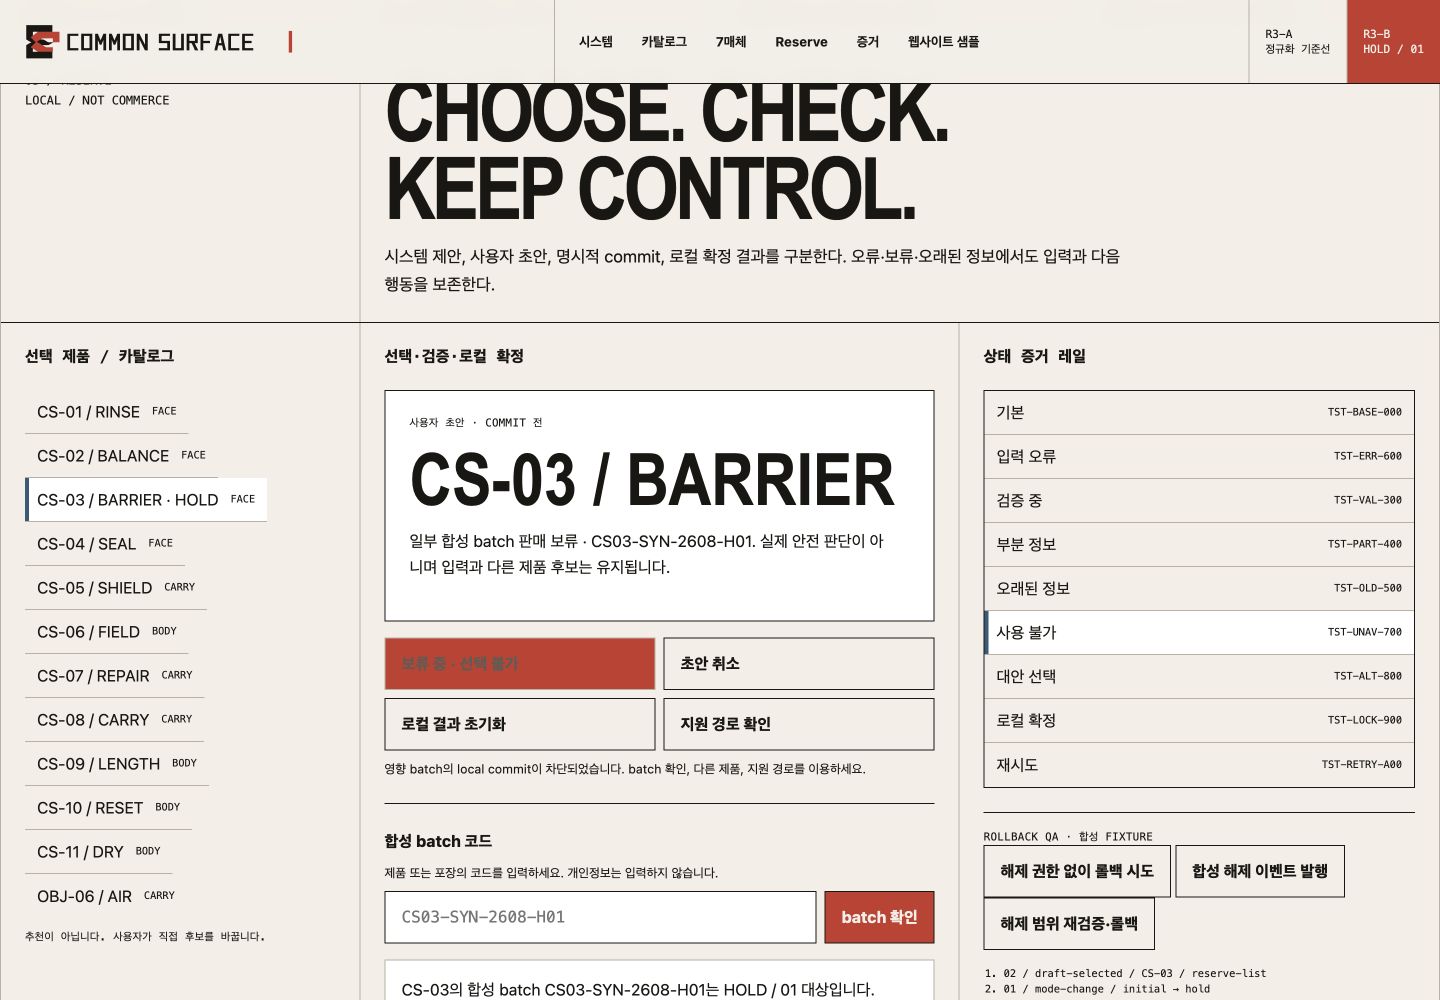 COMMON SURFACE
시스템 카탈로그 7매체 Reserve 증거 웹사이트 샘플
R3-A
정규화 기준선
R3-B
HOLD / 01
LOCAL / NOT COMMERCE
CHOOSE. CHECK.
KEEP CONTROL.
시스템 제안, 사용자 초안, 명시적 commit, 로컬 확정 결과를 구분한다. 오류·보류·오래된 정보에서도 입력과 다음
행동을 보존한다.
선택 제품 / 카탈로그
CS-01 / RINSE FACE
CS-02 / BALANCE FACE
CS-03 / BARRIER · HOLD FACE
CS-04 / SEAL FACE
CS-05 / SHIELD CARRY
CS-06 / FIELD BODY
CS-07 / REPAIR CARRY
CS-08 / CARRY CARRY
CS-09 / LENGTH BODY
CS-10 / RESET BODY
CS-11 / DRY BODY
OBJ-06 / AIR CARRY
추천이 아닙니다. 사용자가 직접 후보를 바꿉니다.
선택·검증·로컬 확정
사용자 초안 · COMMIT 전
CS-03 / BARRIER
일부 합성 batch 판매 보류 · CS03-SYN-2608-H01. 실제 안전 판단이 아
니며 입력과 다른 제품 후보는 유지됩니다.
보류 중 · 선택 불가
초안 취소
로컬 결과 초기화
지원 경로 확인
영향 batch의 local commit이 차단되었습니다. batch 확인, 다른 제품, 지원 경로를 이용하세요.
합성 batch 코드
제품 또는 포장의 코드를 입력하세요. 개인정보는 입력하지 않습니다.
CS03-SYN-2608-H01
batch 확인
CS-03의 합성 batch CS03-SYN-2608-H01는 HOLD / 01 대상입니다.
상태 증거 레일
기본 TST-BASE-000
입력 오류 TST-ERR-600
검증 중 TST-VAL-300
부분 정보 TST-PART-400
오래된 정보 TST-OLD-500
사용 불가 TST-UNAV-700
대안 선택 TST-ALT-800
로컬 확정 TST-LOCK-900
재시도 TST-RETRY-A00
ROLLBACK QA · 합성 FIXTURE
해제 권한 없이 롤백 시도
합성 해제 이벤트 발행
해제 범위 재검증·롤백
1. 02 / draft-selected / CS-03 / reserve-list
2. 01 / mode-change / initial → hold